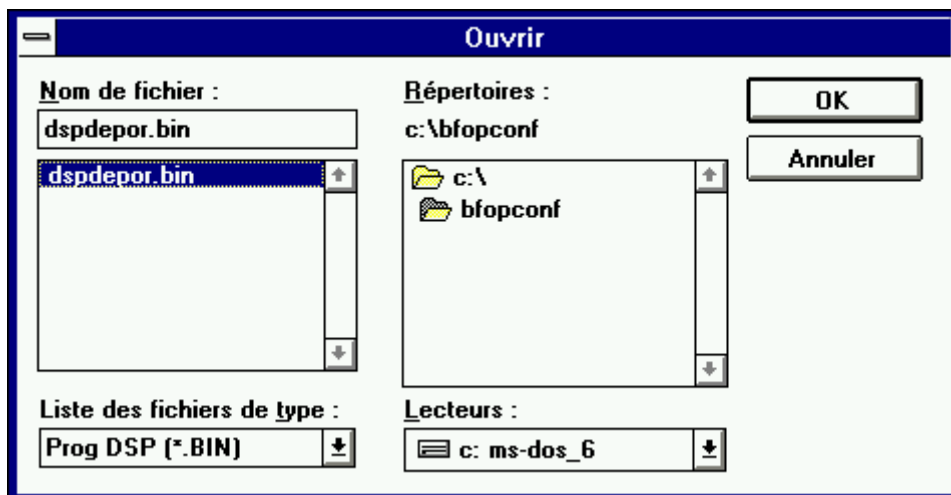 Ouvrir
Nom de fichier :
dspdepor.bin
dspdepor.bin
Liste des fichiers de type :
Prog DSP (*.BIN)
Répertoires :
c:\bfopconf
c:\
bfopconf
Lecteurs :
c: ms-dos_6
OK
Annuler